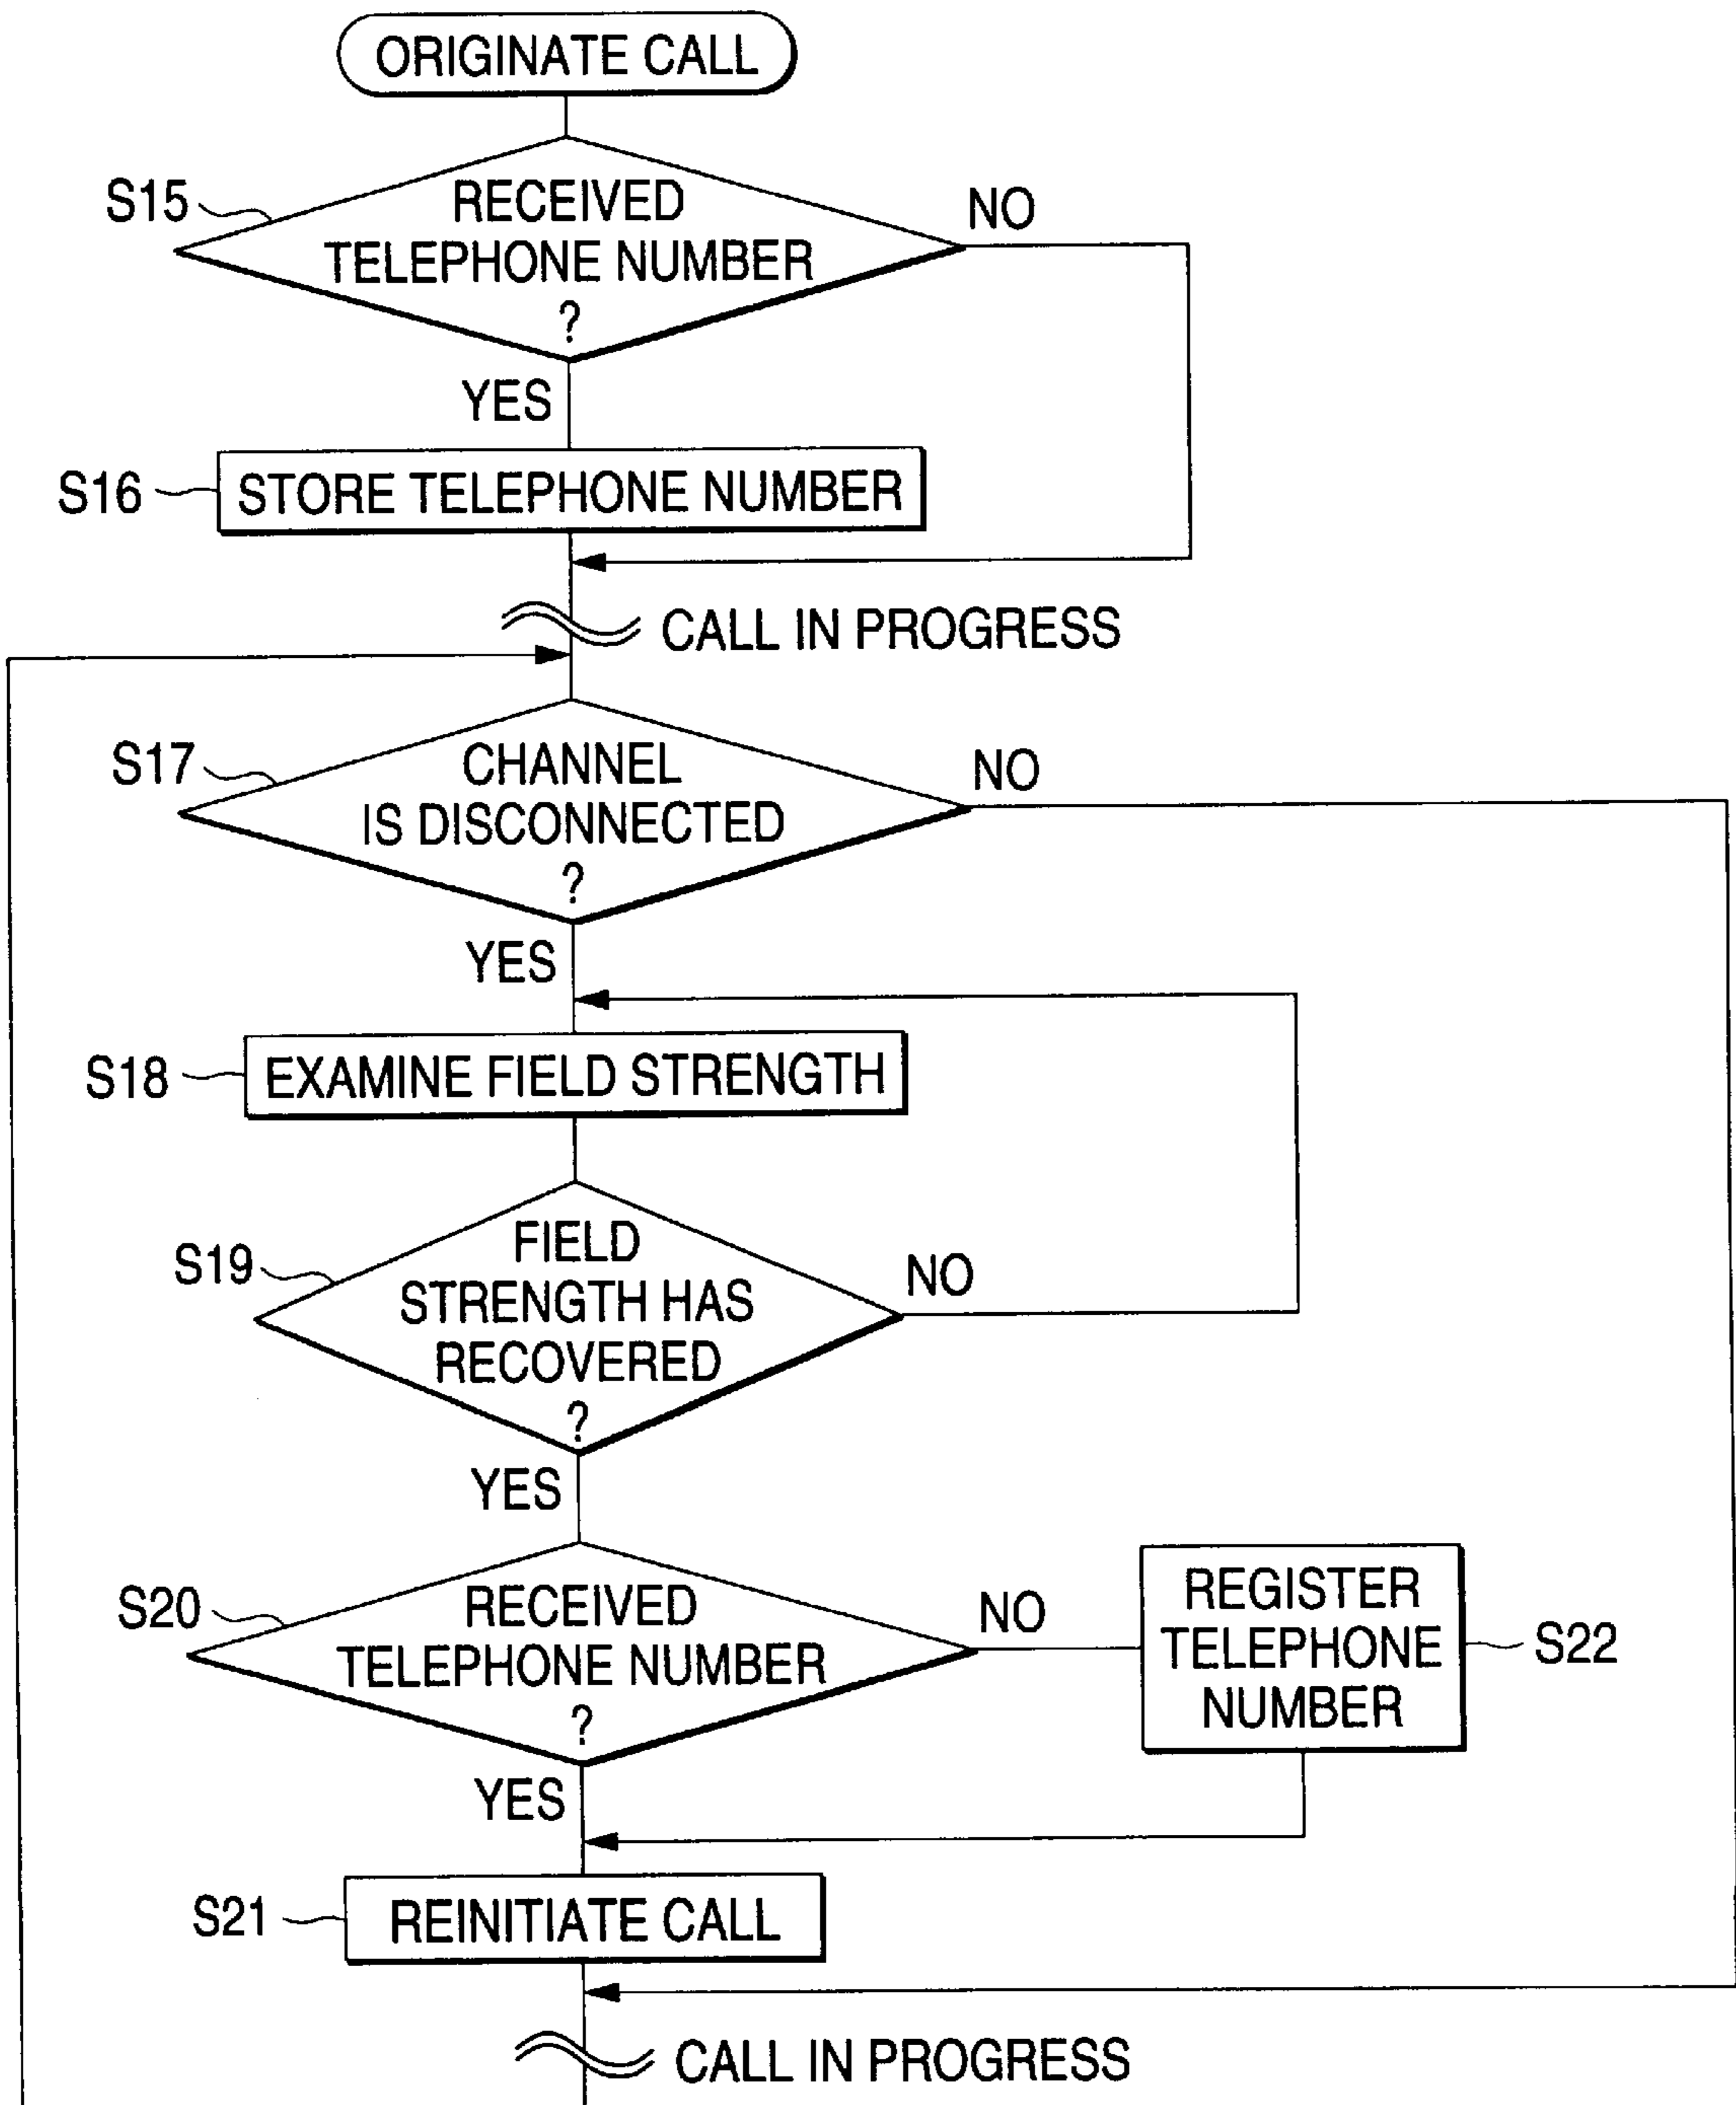 ORIGINATE CALL
S15
RECEIVED
TELEPHONE NUMBER
?
NO
YES
S16
STORE TELEPHONE NUMBER
CALL IN PROGRESS
S17
CHANNEL
IS DISCONNECTED
?
NO
YES
S18
EXAMINE FIELD STRENGTH
S19
FIELD
STRENGTH HAS
RECOVERED
?
NO
YES
S20
RECEIVED
TELEPHONE NUMBER
?
NO
REGISTER
TELEPHONE
NUMBER
S22
YES
S21
REINITIATE CALL
CALL IN PROGRESS